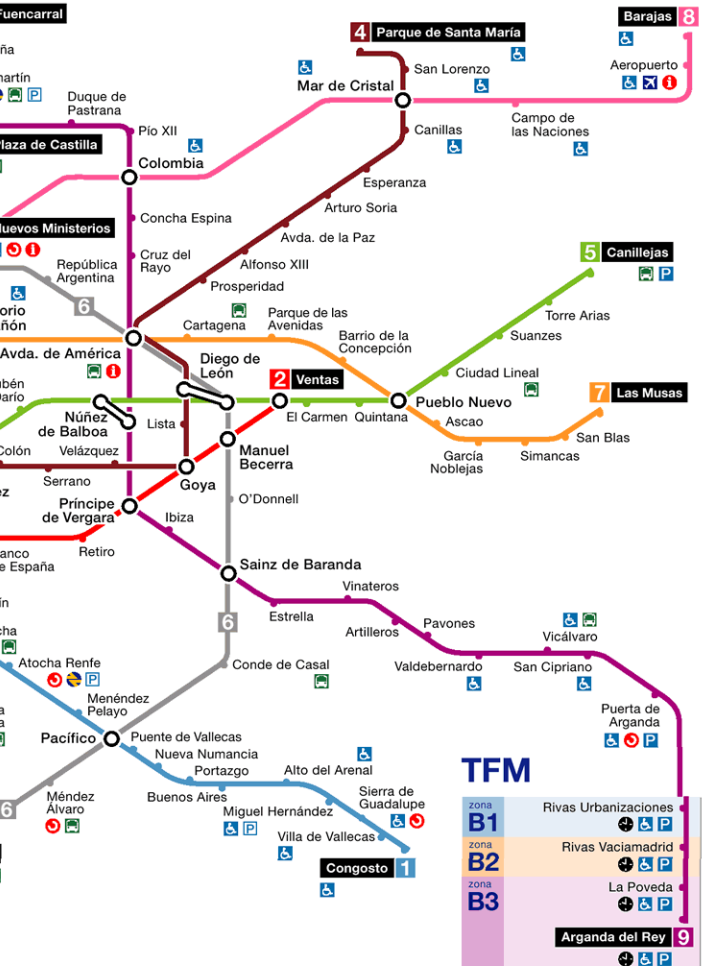 Fuencarral
4 Parque de Santa María
Barajas 8
Aeropuerto
San Lorenzo
Mar de Cristal
Campo de
las Naciones
Canillas
Duque de
Pastrana
Pío XII
Plaza de Castilla
Colombia
Esperanza
Arturo Soria
Concha Espina
Avda. de la Paz
Nuevos Ministerios
Cruz del
Rayo
Alfonso XIII
5 Canillejas
República
Argentina
6
Prosperidad
Cartagena
Parque de las
Avenidas
Torre Arias
Barrio de la
Concepción
Suanzes
Avda. de América
Diego de
León
2 Ventas
Ciudad Lineal
7 Las Musas
Núñez
de Balboa
Lista
El Carmen
Quintana
Pueblo Nuevo
Ascao
San Blas
García
Noblejas
Simancas
Colón
Velázquez
Manuel
Becerra
Serrano
Goya
Príncipe
de Vergara
O'Donnell
Ibiza
Retiro
e España
Sainz de Baranda
Vinateros
Estrella
6
Artilleros
Pavones
Vicálvaro
Atocha Renfe
Conde de Casal
Valdebernardo
San Cipriano
Menéndez
Pelayo
Puerta de
Arganda
Pacífico
Puente de Vallecas
Nueva Numancia
Portazgo
Alto del Arenal
TFM
6
Méndez
Álvaro
Buenos Aires
Sierra de
Guadalupe
Miguel Hernández
Villa de Vallecas
Congosto 1
zona
B1
Rivas Urbanizaciones
zona
B2
Rivas Vaciamadrid
zona
B3
La Poveda
Arganda del Rey 9